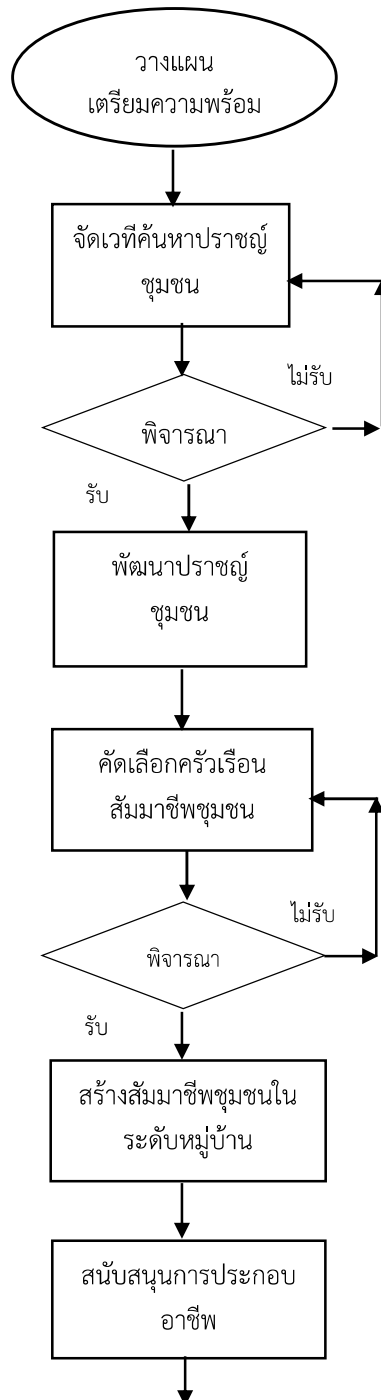 วางแผน
เตรียมความพร้อม
จัดเวทีค้นหาปราชญ์
ชุมชน
ไม่รับ
พิจารณา
รับ
พัฒนาปราชญ์
ชุมชน
คัดเลือกครัวเรือน
สัมมาชีพชุมชน
ไม่รับ
พิจารณา
รับ
สร้างสัมมาชีพชุมชนใน
ระดับหมู่บ้าน
สนับสนุนการประกอบ
อาชีพ